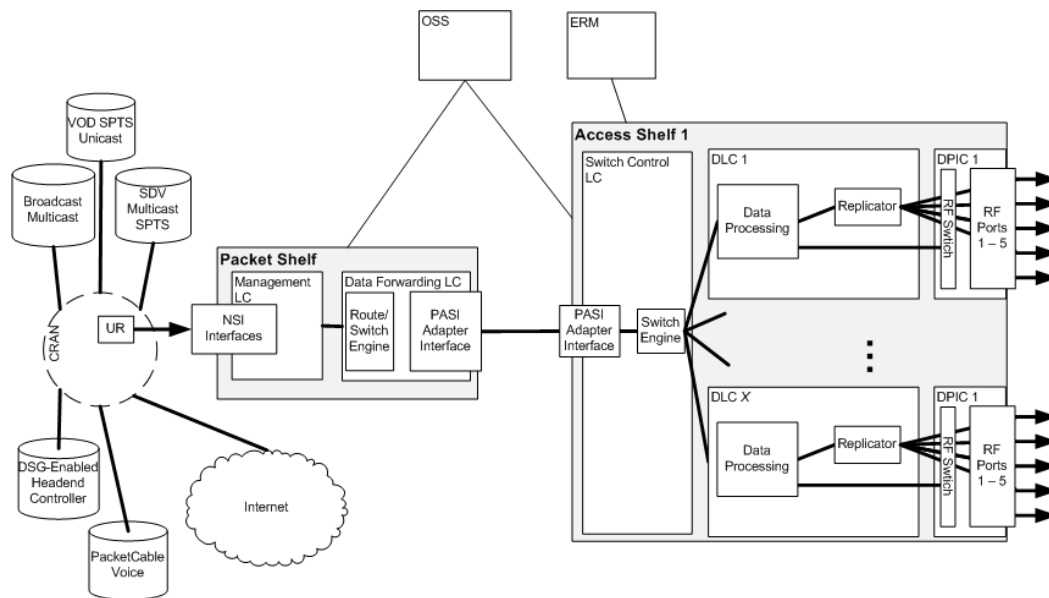 OSS
ERM
VOD SPTS
Unicast
Broadcast
Multicast
SDV
Multicast
SPTS
CRAN
UR
DSG-Enabled
Headend
Controller
PacketCable
Voice
Internet
Packet Shelf
Management
LC
NSI
Interfaces
Data Forwarding LC
Route/
Switch
Engine
PASI
Adapter
Interface
Access Shelf 1
Switch Control
LC
PASI
Adapter
Interface
Switch
Engine
DLC 1
Data
Processing
Replicator
DPIC 1
RF Swtich
RF
Ports
1 – 5
DLC X
Data
Processing
Replicator
DPIC 1
RF Swtich
RF
Ports
1 – 5